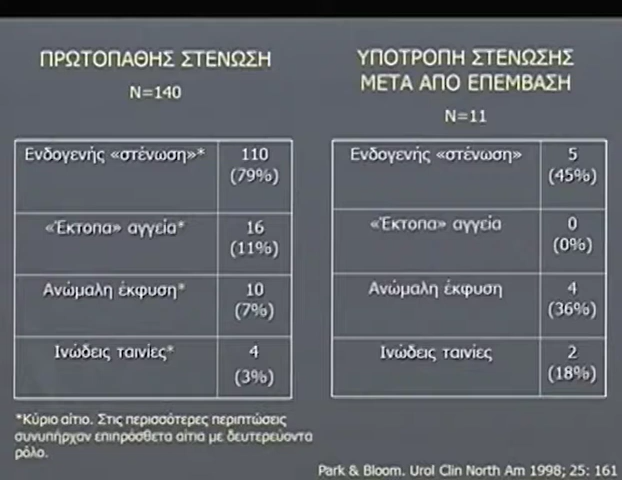 ΠΡΩΤΟΠΑΘΗΣ ΣΤΕΝΩΣΗ
N=140
Ενδογενής «στένωση»* 110
(79%)
«Έκτοπα» αγγεία* 16
(11%)
Ανώμαλη έκφυση* 10
(7%)
Ινώδεις ταινίες* 4
(3%)
*Κύριο αίτιο. Στις περισσότερες περιπτώσεις
συνυπήρχαν επιπρόσθετα αίτια με δευτερεύοντα
ρόλο.
ΥΠΟΤΡΟΠΗ ΣΤΕΝΩΣΗΣ
ΜΕΤΑ ΑΠΟ ΕΠΕΜΒΑΣΗ
N=11
Ενδογενής «στένωση» 5
(45%)
«Έκτοπα» αγγεία 0
(0%)
Ανώμαλη έκφυση 4
(36%)
Ινώδεις ταινίες 2
(18%)
Park & Bloom. Urol Clin North Am 1998; 25: 161